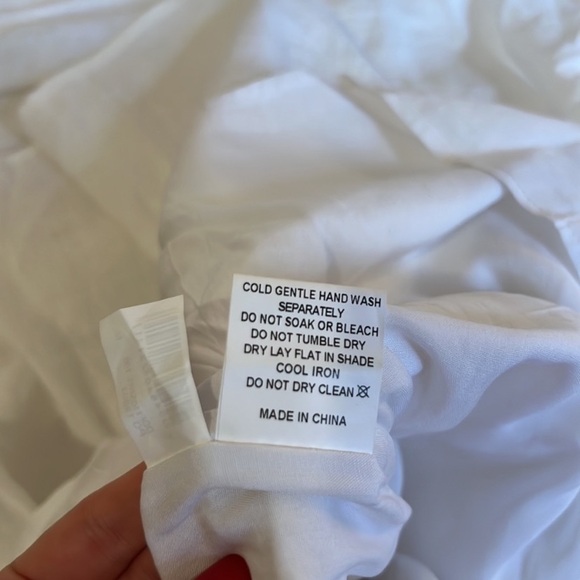 COLD GENTLE HAND WASH
SEPARATELY
DO NOT SOAK OR BLEACH
DO NOT TUMBLE DRY
DRY LAY FLAT IN SHADE
COOL IRON
DO NOT DRY CLEAN
MADE IN CHINA